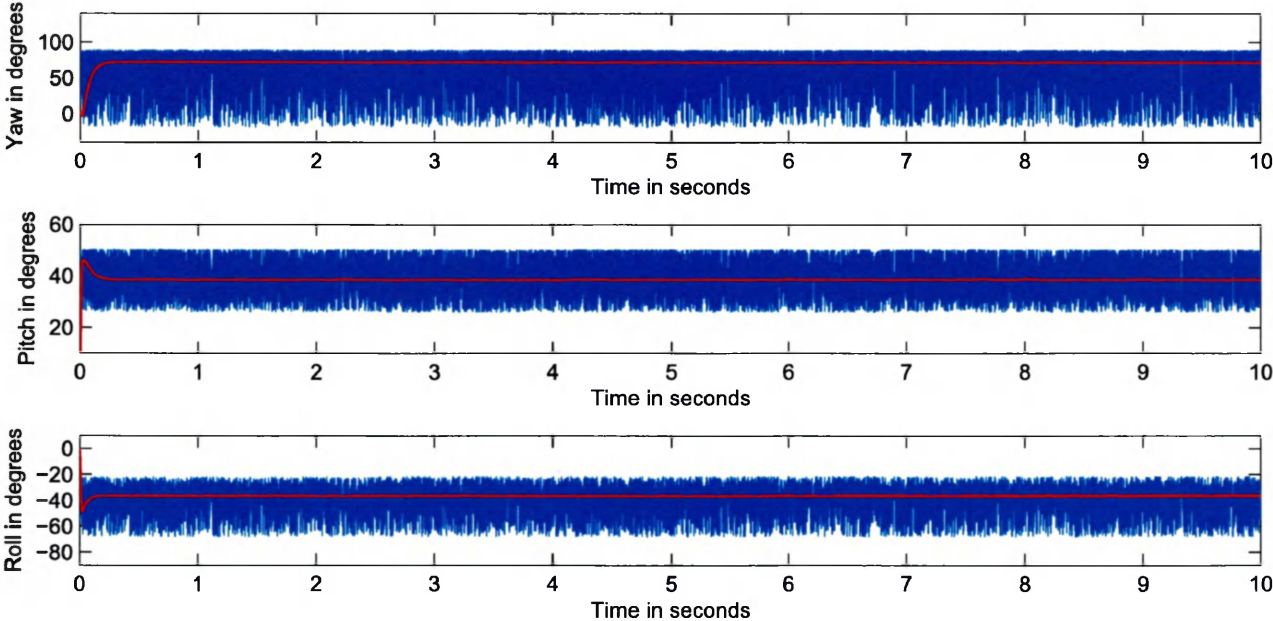 Yaw in degrees
100
50
0
0 1 2 3 4 5 6 7 8 9 10
Time in seconds
Pitch in degrees
60
40
20
0 1 2 3 4 5 6 7 8 9 10
Time in seconds
Roll in degrees
0
−20
−40
−60
−80
0 1 2 3 4 5 6 7 8 9 10
Time in seconds